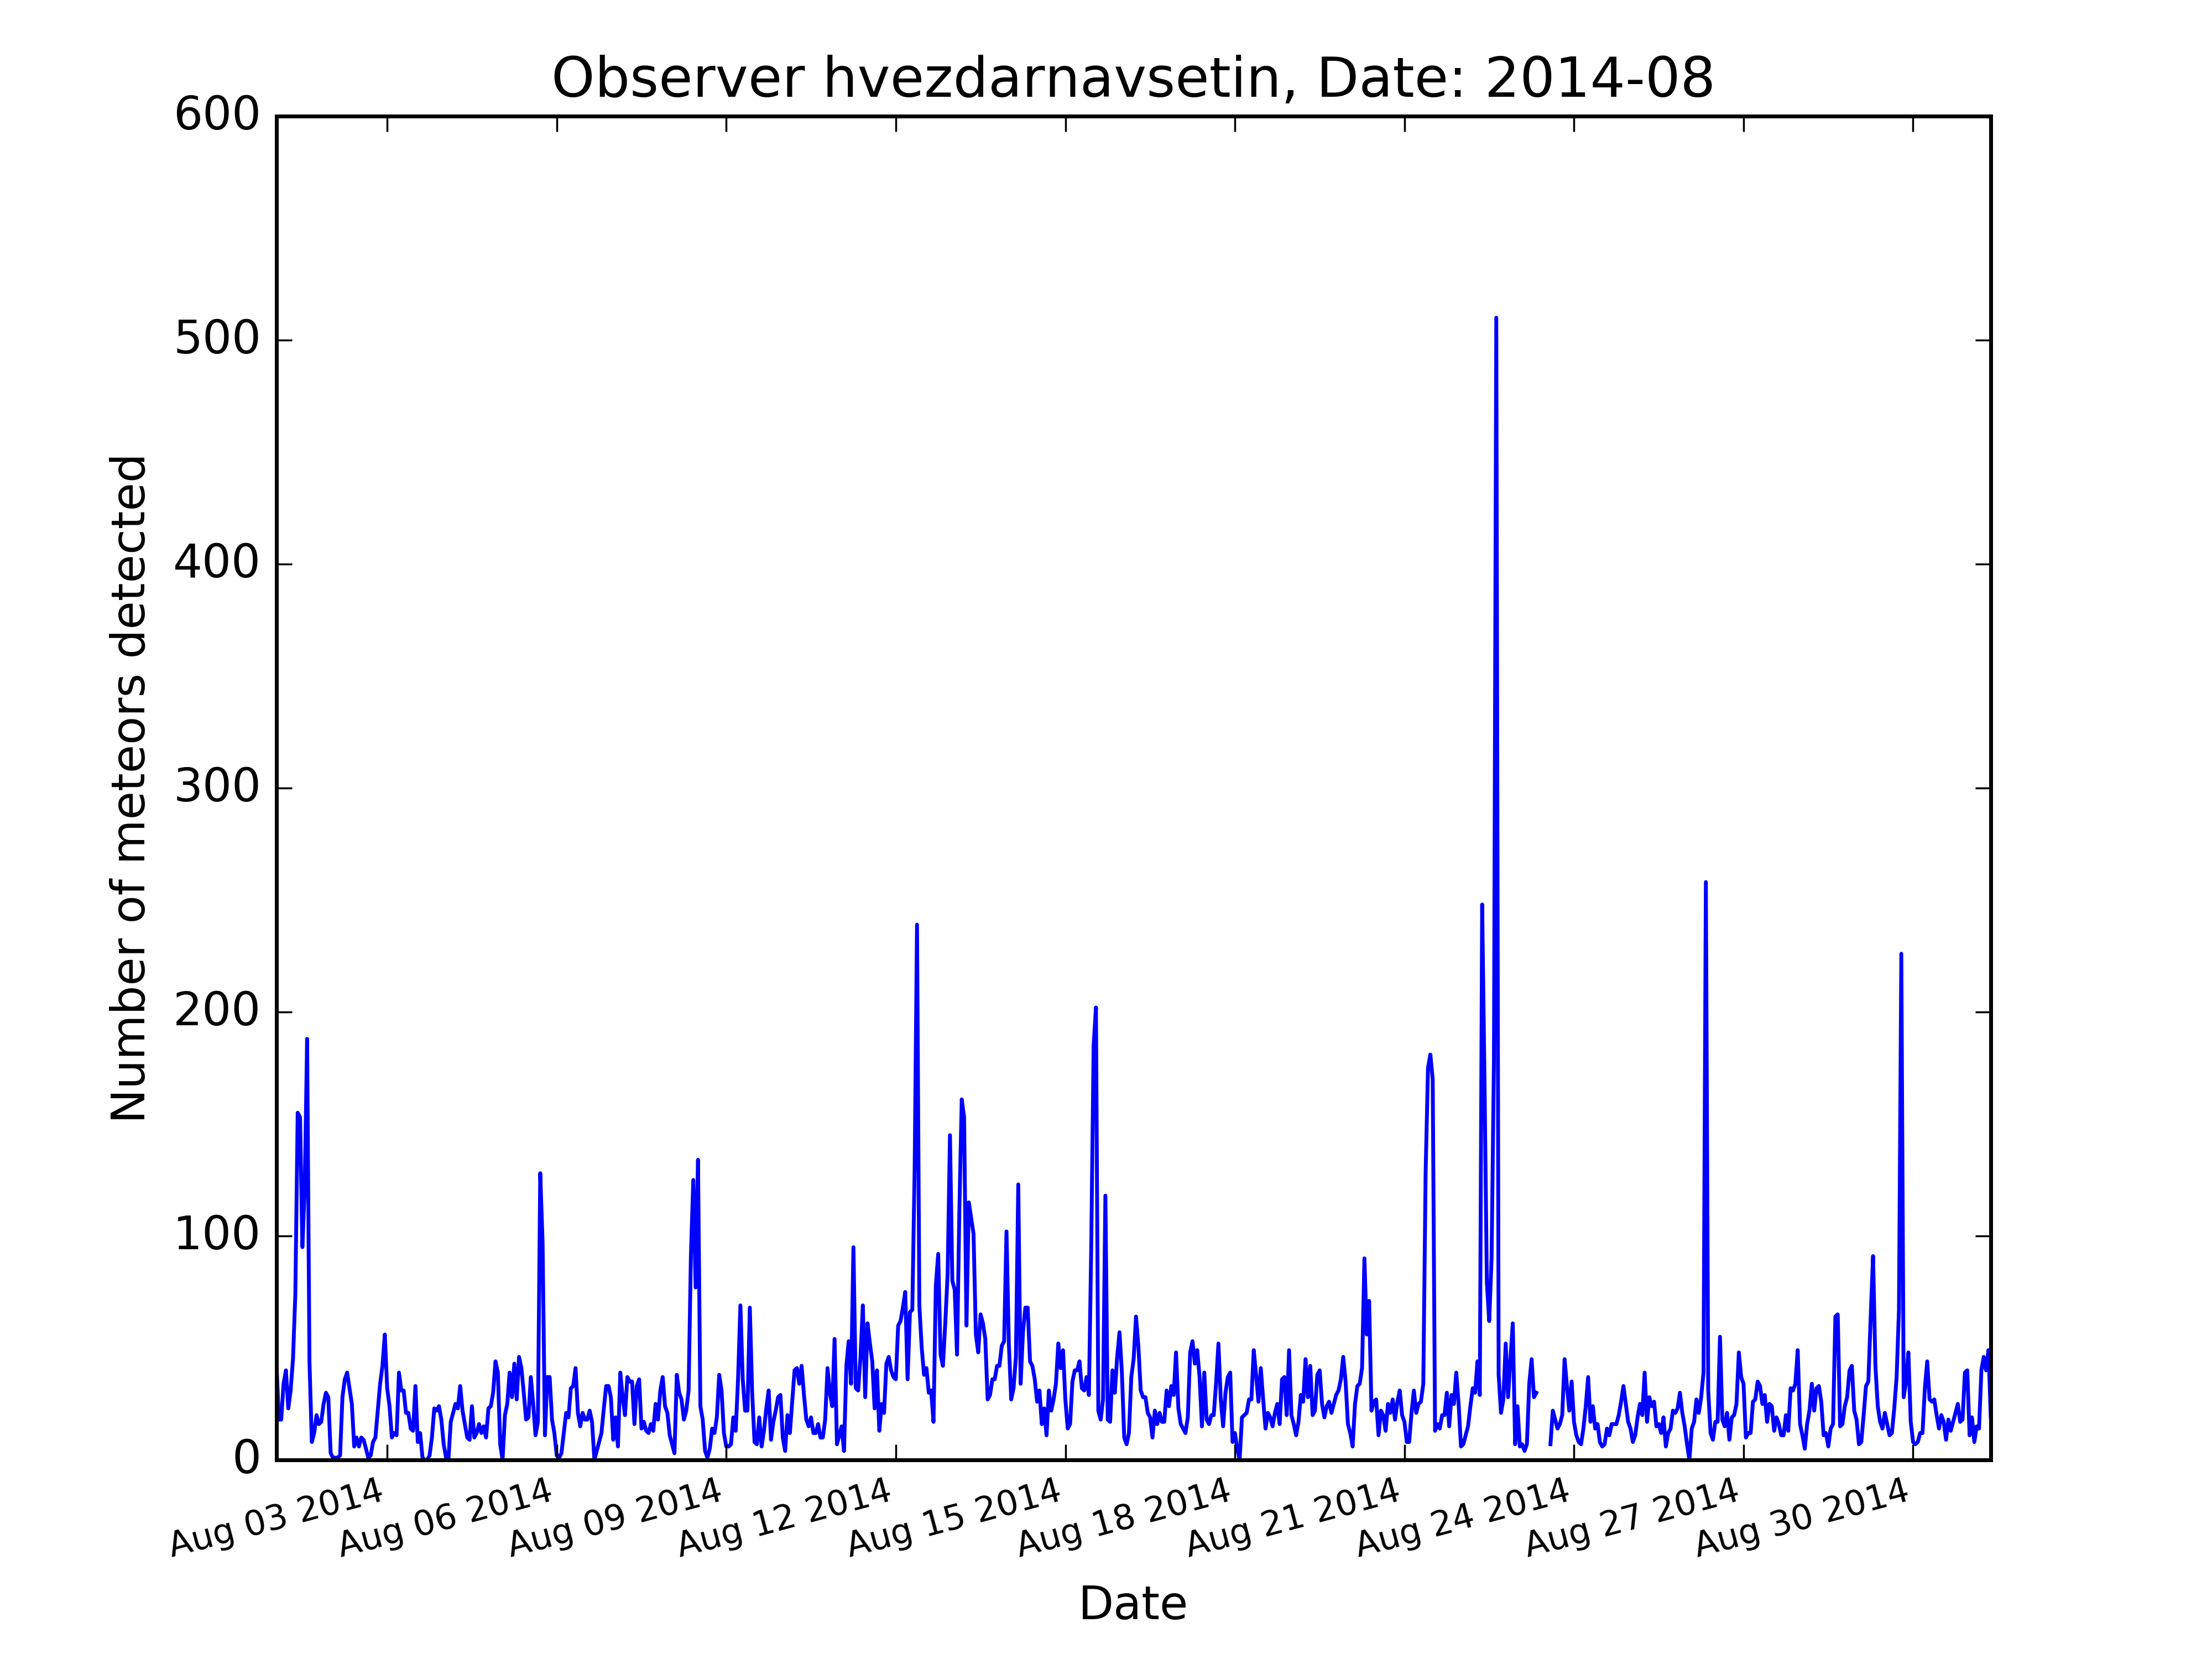 Observer hvezdarnavsetin, Date: 2014-08
600
500
400
300
200
100
0
Number of meteors detected
Aug 03 2014
Aug 06 2014
Aug 09 2014
Aug 12 2014
Aug 15 2014
Aug 18 2014
Aug 21 2014
Aug 24 2014
Aug 27 2014
Aug 30 2014
Date